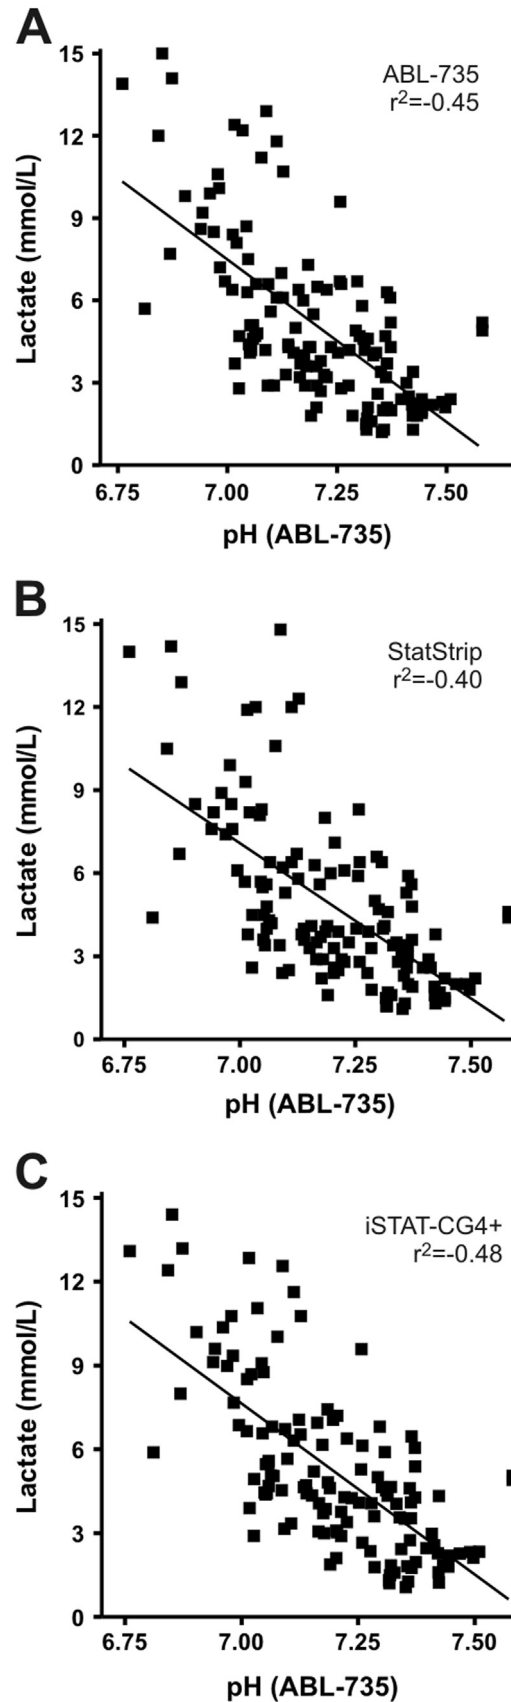 A
15
12
9
6
3
0
Lactate (mmol/L)
ABL-735
r²=-0.45
6.75 7.00 7.25 7.50
pH (ABL-735)
B
15
12
9
6
3
0
Lactate (mmol/L)
StatStrip
r²=-0.40
6.75 7.00 7.25 7.50
pH (ABL-735)
C
15
12
9
6
3
0
Lactate (mmol/L)
iSTAT-CG4+
r²=-0.48
6.75 7.00 7.25 7.50
pH (ABL-735)